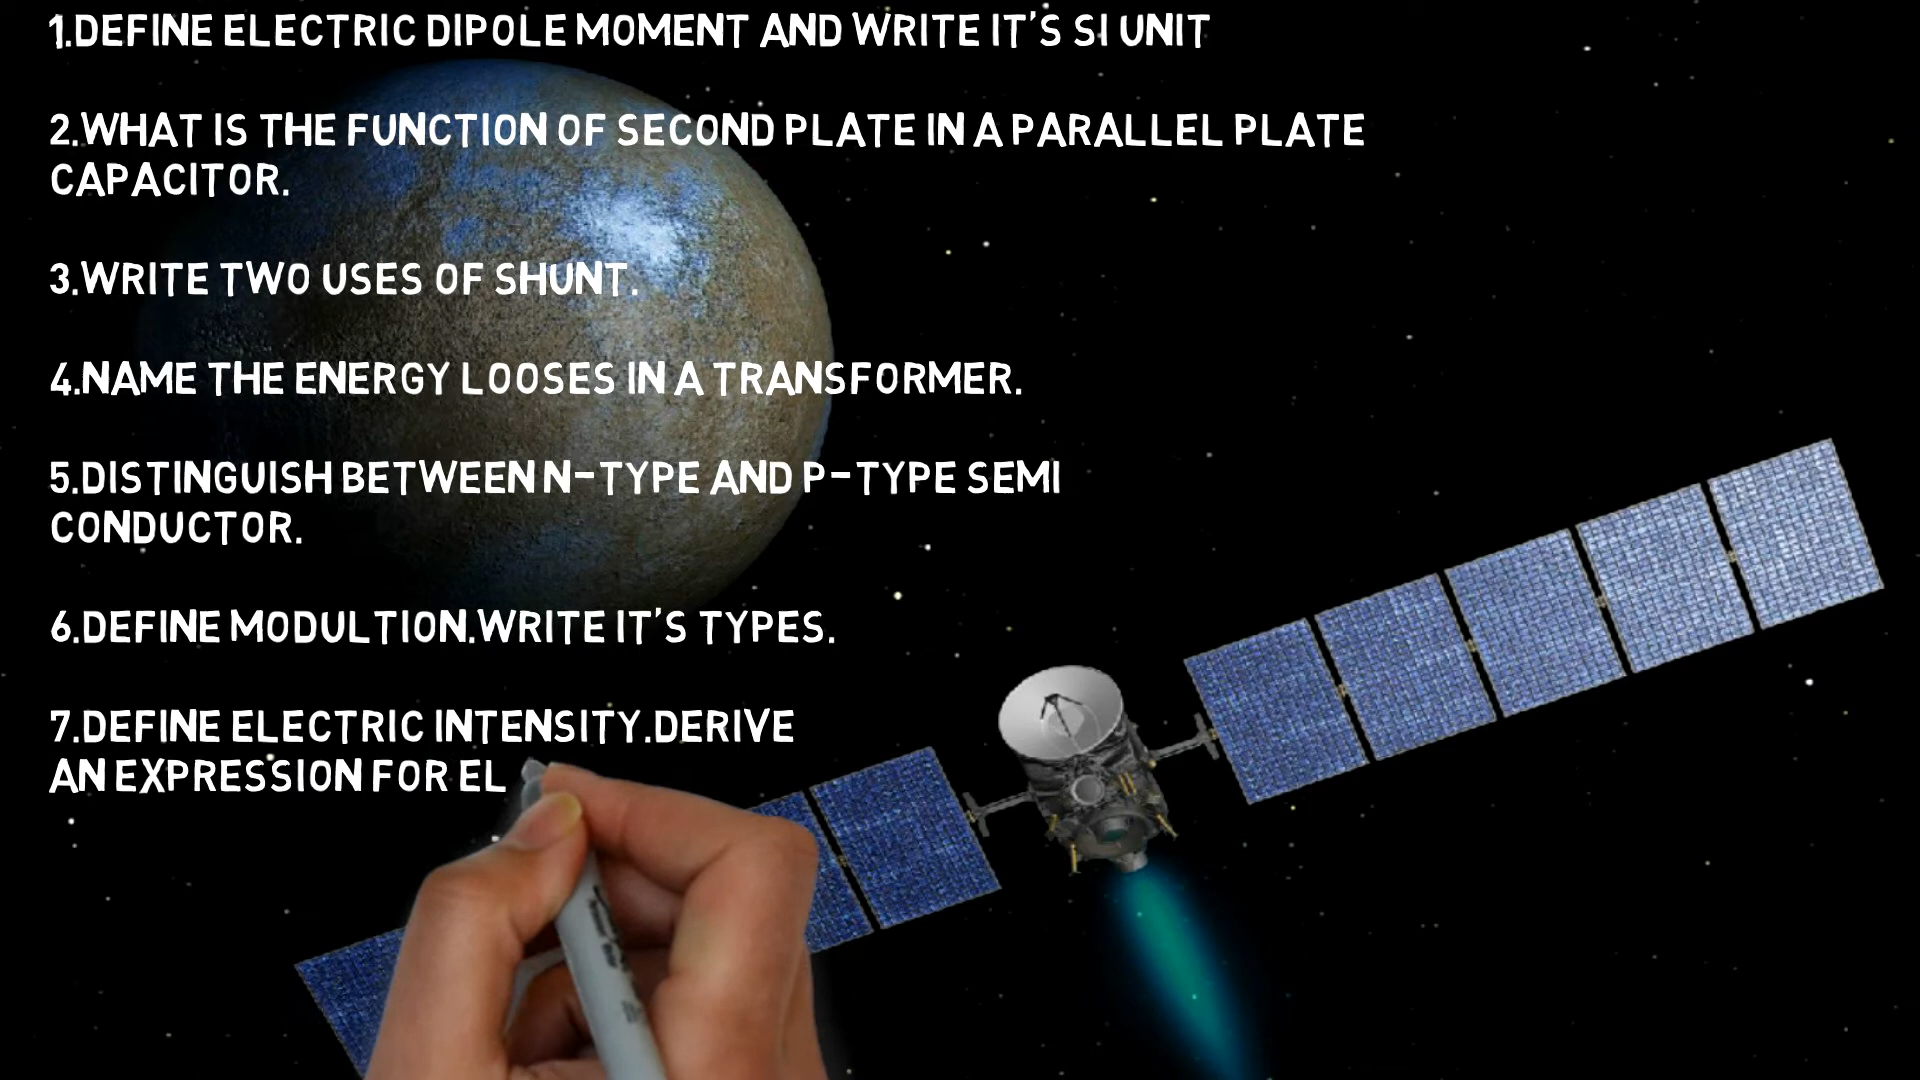 1.DEFINE ELECTRIC DIPOLE MOMENT AND WRITE IT'S SI UNIT
2.WHAT IS THE FUNCTION OF SECOND PLATE IN A PARALLEL PLATE
CAPACITOR.
3.WRITE TWO USES OF SHUNT.
4.NAME THE ENERGY LOOSES IN A TRANSFORMER.
5.DISTINGUISH BETWEEN N-TYPE AND P-TYPE SEMI
CONDUCTOR.
6.DEFINE MODULTION.WRITE IT'S TYPES.
7.DEFINE ELECTRIC INTENSITY.DERIVE
AN EXPRESSION FOR EL